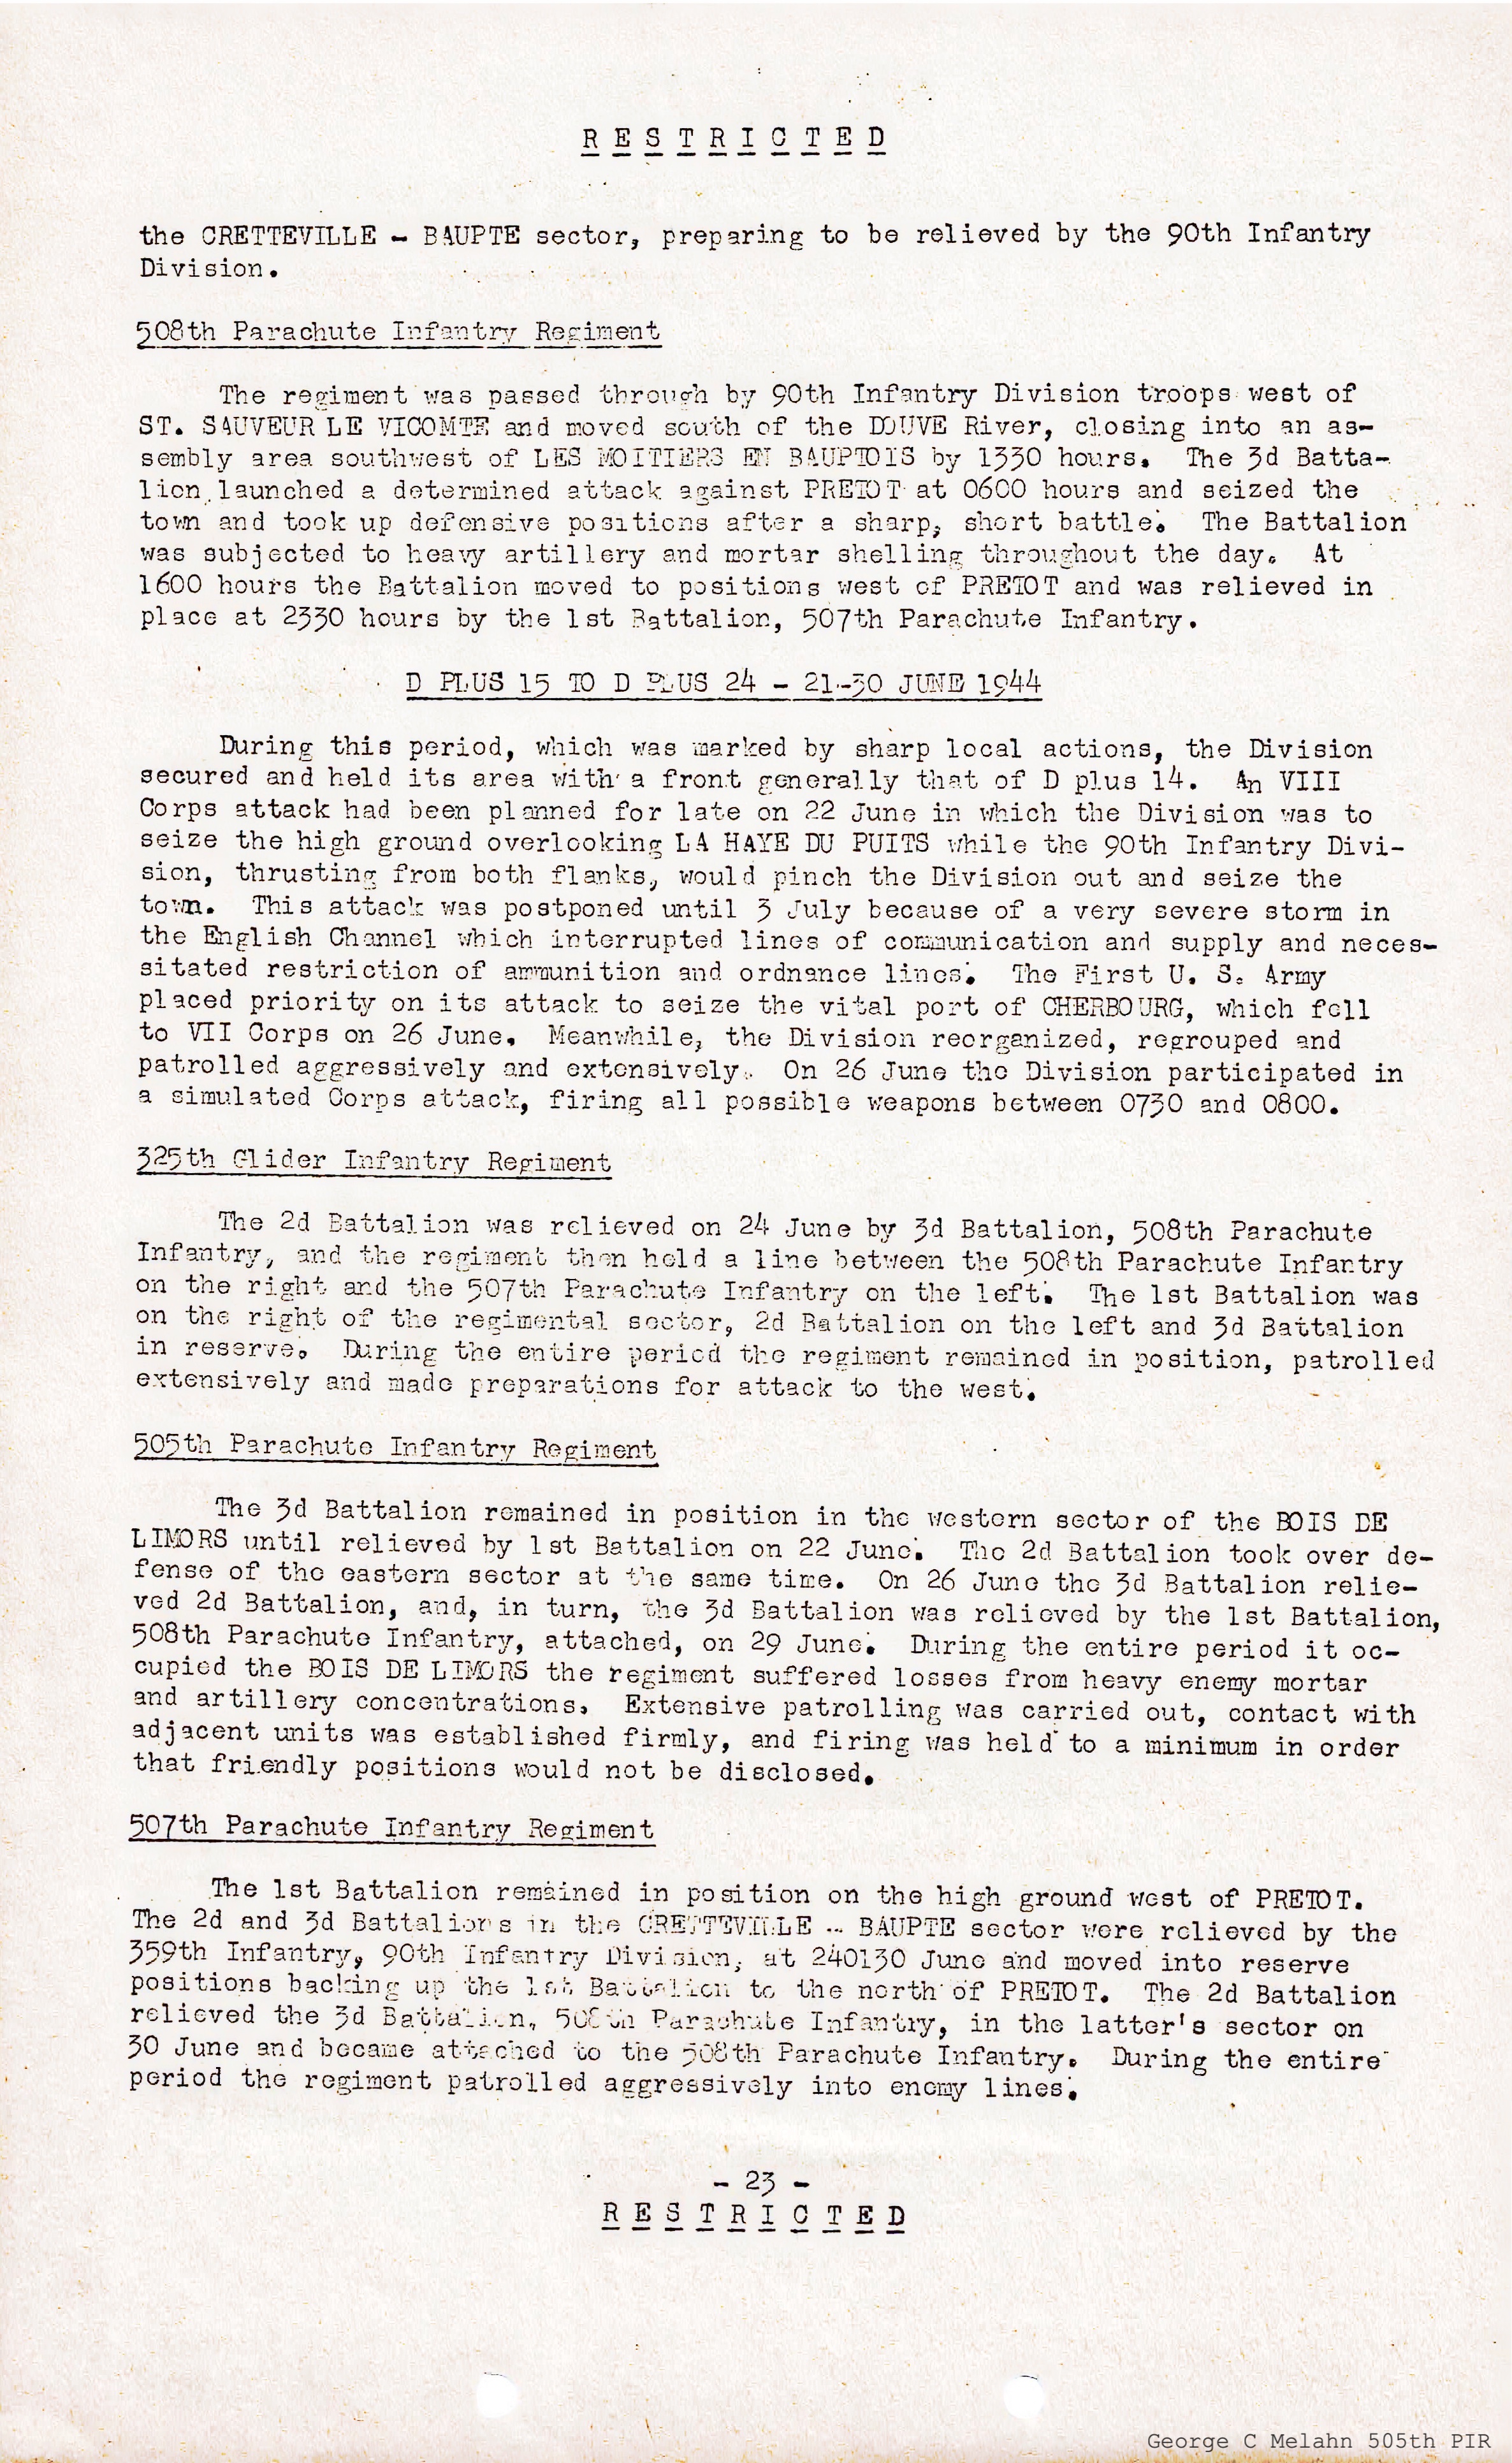 RESTRICTED
the CRETTEVILLE - BAUPTE sector, preparing to be relieved by the 90th Infantry
Division.
508th Parachute Infantry Regiment
The regiment was passed through by 90th Infantry Division troops west of
ST. SAUVEUR LE VICOMTE and moved south of the DOUVE River, closing into an as-
sembly area southwest of LES MOITIERS EN BAUPTOIS by 1330 hours. The 3d Batta-
lion launched a determined attack against PRETOT at 0600 hours and seized the
town and took up defensive positions after a sharp, short battle. The Battalion
was subjected to heavy artillery and mortar shelling throughout the day. At
1600 hours the Battalion moved to positions west of PRETOT and was relieved in
place at 2330 hours by the 1st Battalion, 507th Parachute Infantry.
D PLUS 15 TO D PLUS 24 - 21-30 JUNE 1944
During this period, which was marked by sharp local actions, the Division
secured and held its area with a front generally that of D plus 14. An VIII
Corps attack had been planned for late on 22 June in which the Division was to
seize the high ground overlooking LA HAYE DU PUITS while the 90th Infantry Divi-
sion, thrusting from both flanks, would pinch the Division out and seize the
town. This attack was postponed until 3 July because of a very severe storm in
the English Channel which interrupted lines of communication and supply and neces-
sitated restriction of ammunition and ordnance lines. The First U. S. Army
placed priority on its attack to seize the vital port of CHERBOURG, which fell
to VII Corps on 26 June. Meanwhile, the Division reorganized, regrouped and
patrolled aggressively and extensively. On 26 June the Division participated in
a simulated Corps attack, firing all possible weapons between 0730 and 0800.
325th Glider Infantry Regiment
The 2d Battalion was relieved on 24 June by 3d Battalion, 508th Parachute
Infantry, and the regiment then held a line between the 508th Parachute Infantry
on the right and the 507th Parachute Infantry on the left. The 1st Battalion was
on the right of the regimental sector, 2d Battalion on the left and 3d Battalion
in reserve. During the entire period the regiment remained in position, patrolled
extensively and made preparations for attack to the west.
505th Parachute Infantry Regiment
The 3d Battalion remained in position in the western sector of the BOIS DE
LIMORS until relieved by 1st Battalion on 22 June. The 2d Battalion took over de-
fense of the eastern sector at the same time. On 26 June the 3d Battalion relie-
ved 2d Battalion, and, in turn, the 3d Battalion was relieved by the 1st Battalion,
508th Parachute Infantry, attached, on 29 June. During the entire period it oc-
cupied the BOIS DE LIMORS the regiment suffered losses from heavy enemy mortar
and artillery concentrations. Extensive patrolling was carried out, contact with
adjacent units was established firmly, and firing was held to a minimum in order
that friendly positions would not be disclosed.
507th Parachute Infantry Regiment
The 1st Battalion remained in position on the high ground west of PRETOT.
The 2d and 3d Battalions in the CRETTEVILLE - BAUPTE sector were relieved by the
359th Infantry, 90th Infantry Division, at 240130 June and moved into reserve
positions backing up the 1st Battalion to the north of PRETOT. The 2d Battalion
relieved the 3d Battalion, 508th Parachute Infantry, in the latter's sector on
30 June and became attached to the 508th Parachute Infantry. During the entire
period the regiment patrolled aggressively into enemy lines.
- 23 -
RESTRICTED
George C Melahn 505th PIR